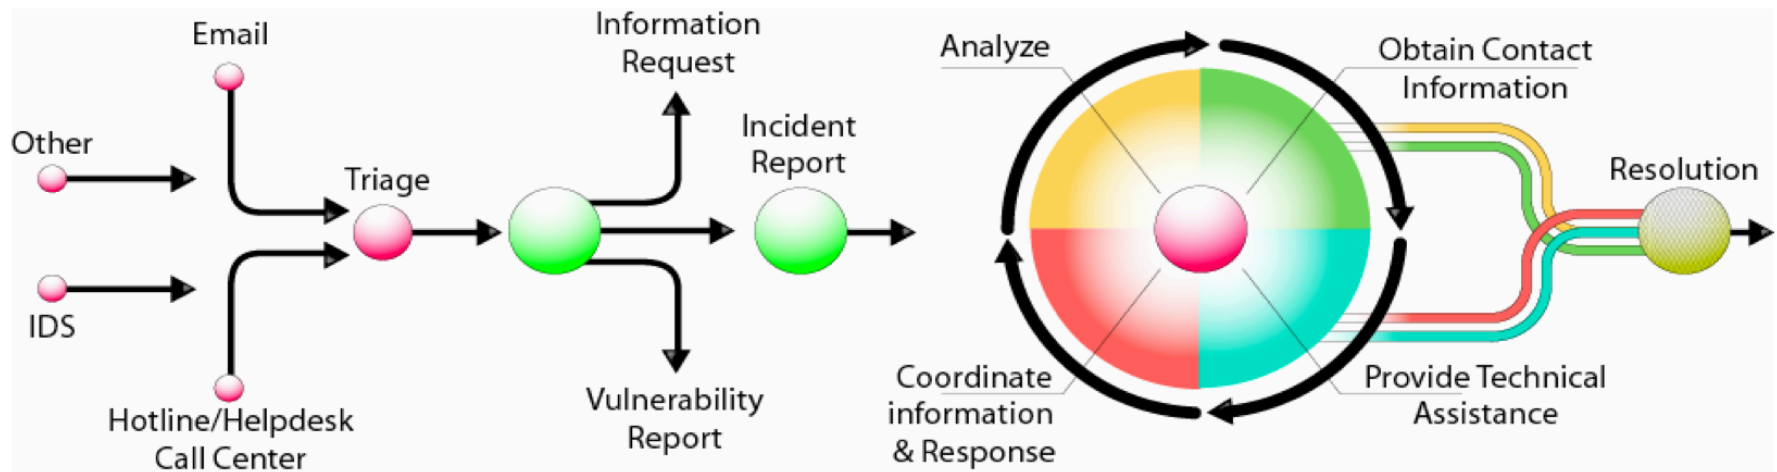 Email
Other
IDS
Hotline/Helpdesk
Call Center
Triage
Information
Request
Incident
Report
Vulnerability
Report
Analyze
Obtain Contact
Information
Coordinate
information
& Response
Provide Technical
Assistance
Resolution